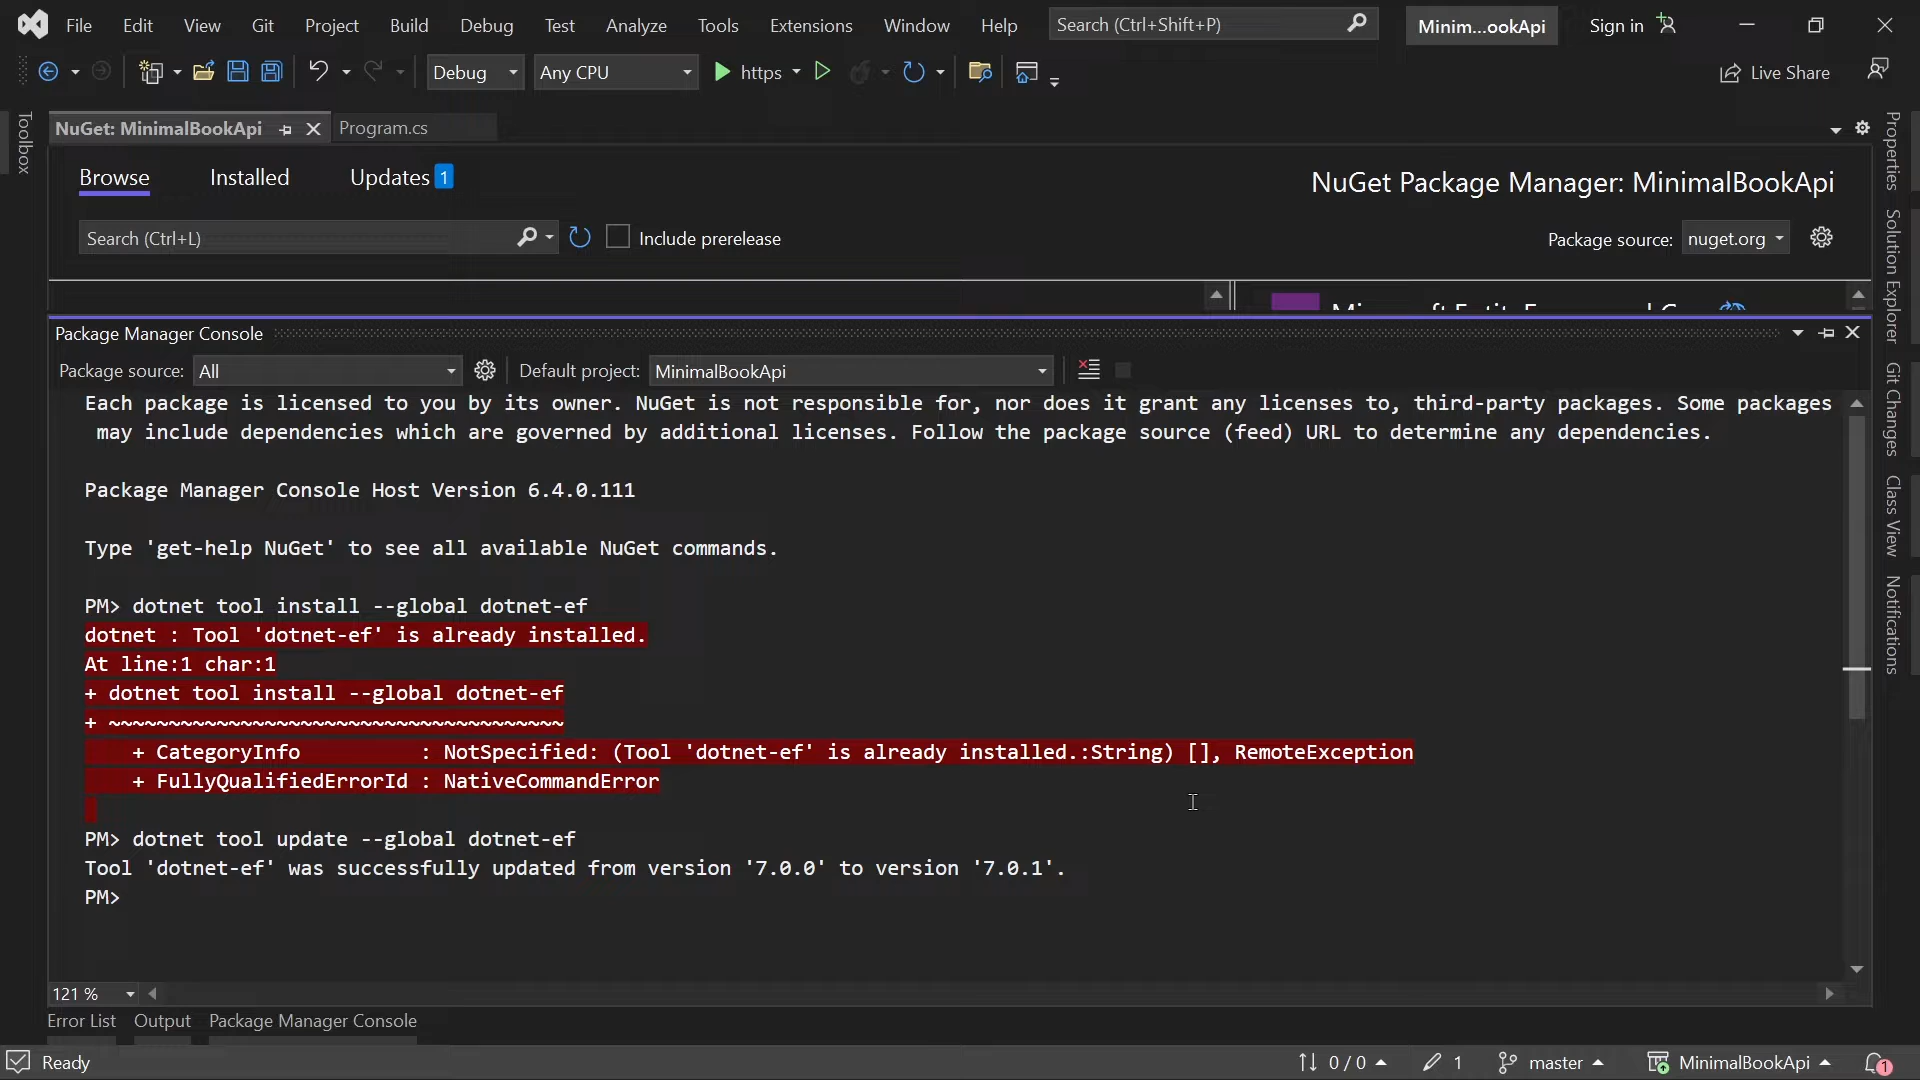 File Edit View Git Project Build Debug Test Analyze Tools Extensions Window Help Search (Ctrl+Shift+P) Minim...ookApi Sign in
Debug Any CPU https Live Share
Toolbox
NuGet: MinimalBookApi Program.cs
Browse Installed Updates 1
NuGet Package Manager: MinimalBookApi
Search (Ctrl+L) Include prerelease Package source: nuget.org
Package Manager Console
Package source: All Default project: MinimalBookApi
Each package is licensed to you by its owner. NuGet is not responsible for, nor does it grant any licenses to, third-party packages. Some packages
may include dependencies which are governed by additional licenses. Follow the package source (feed) URL to determine any dependencies.
Package Manager Console Host Version 6.4.0.111
Type 'get-help NuGet' to see all available NuGet commands.
PM> dotnet tool install --global dotnet-ef
dotnet : Tool 'dotnet-ef' is already installed.
At line:1 char:1
+ dotnet tool install --global dotnet-ef
+ ~~~~~~~~~~~~~~~~~~~~~~~~~~~~~~~~~~~~~~
+ CategoryInfo : NotSpecified: (Tool 'dotnet-ef' is already installed.:String) [], RemoteException
+ FullyQualifiedErrorId : NativeCommandError
PM> dotnet tool update --global dotnet-ef
Tool 'dotnet-ef' was successfully updated from version '7.0.0' to version '7.0.1'.
PM>
121 %
Error List Output Package Manager Console
Ready 0 / 0 1 master MinimalBookApi 1
Properties
Solution Explorer
Git Changes
Class View
Notifications